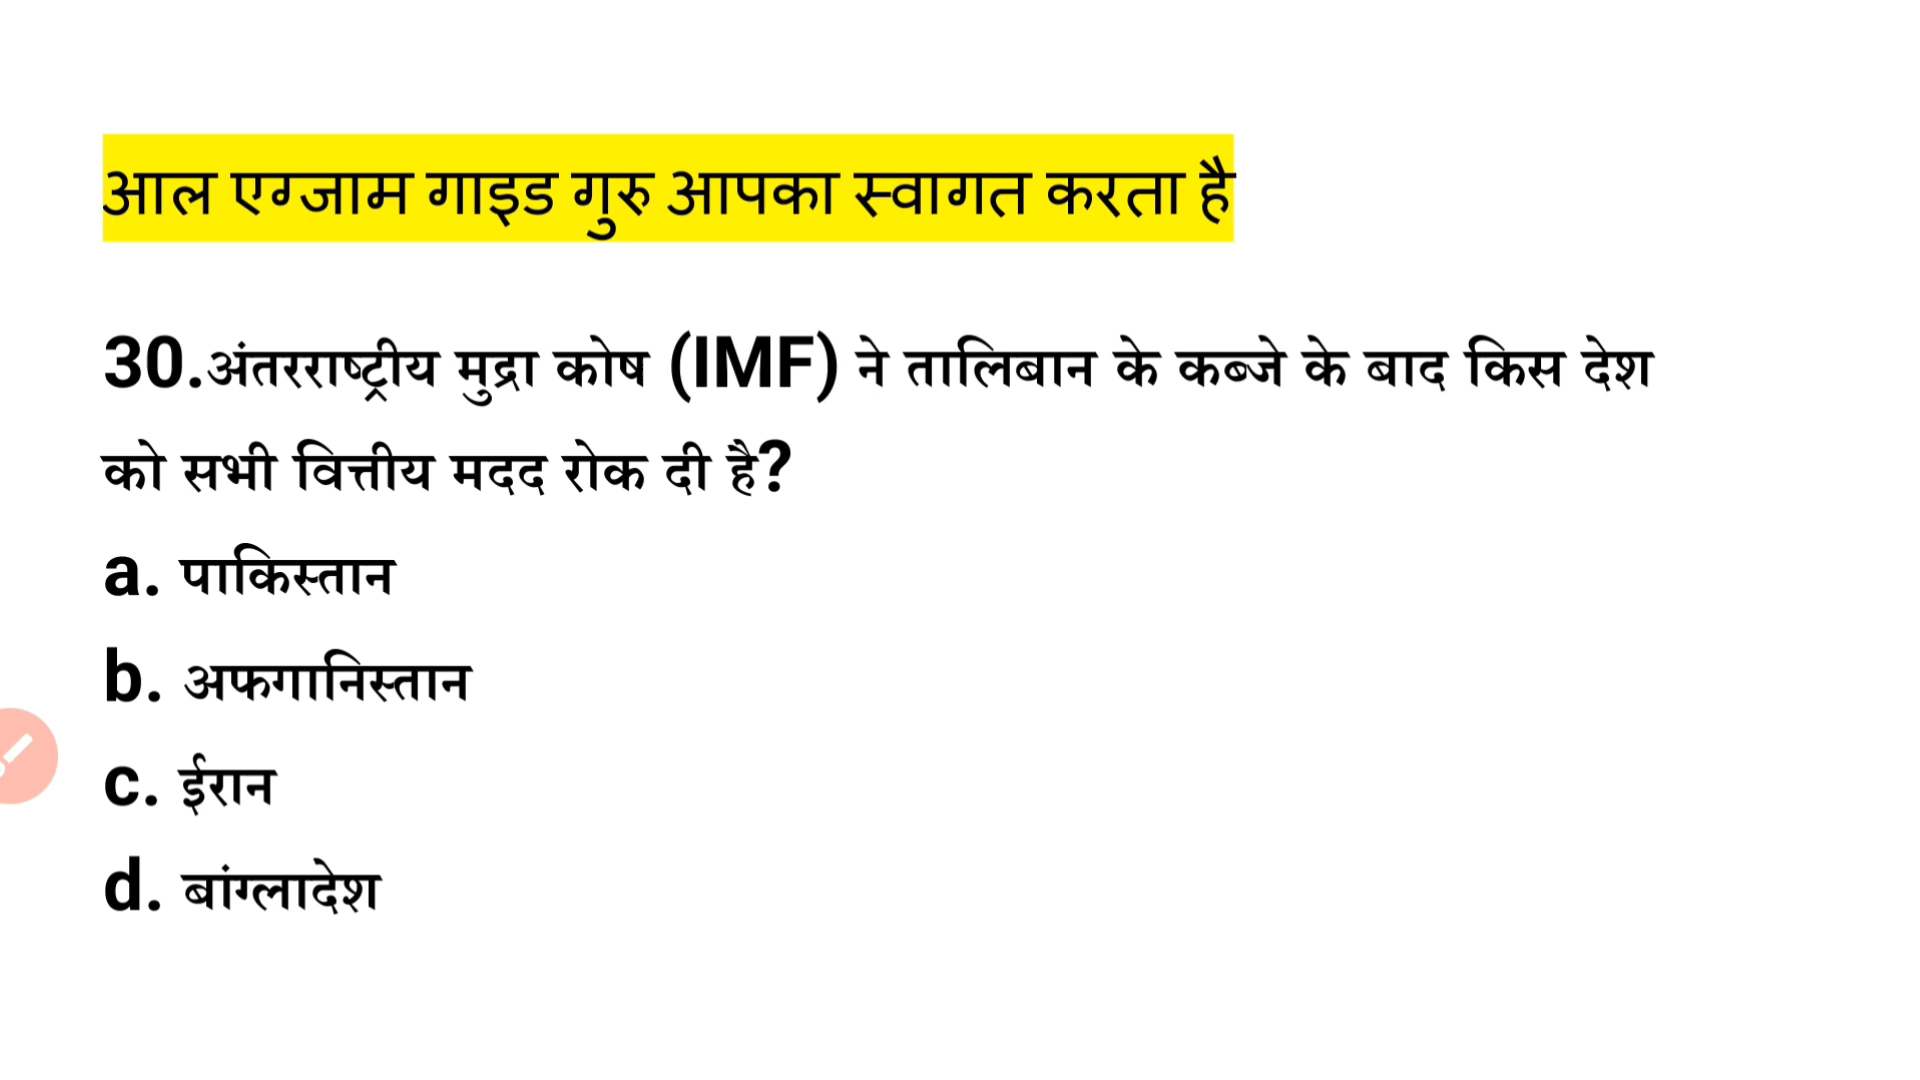 आल एग्जाम गाइड गुरु आपका स्वागत करता है
30.अंतरराष्ट्रीय मुद्रा कोष (IMF) ने तालिबान के कब्जे के बाद किस देश
को सभी वित्तीय मदद रोक दी है?
a. पाकिस्तान
b. अफगानिस्तान
c. ईरान
d. बांग्लादेश